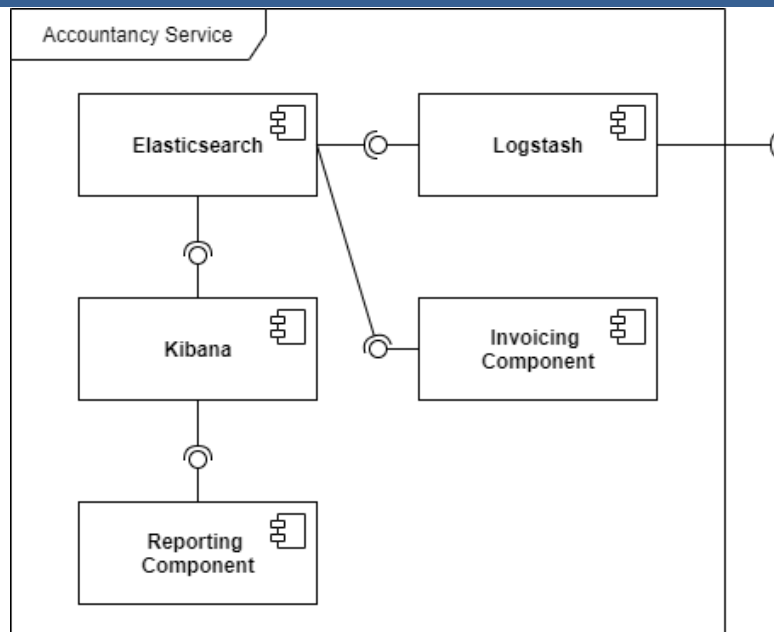 Accountancy Service
Elasticsearch
Logstash
Kibana
Invoicing
Component
Reporting
Component